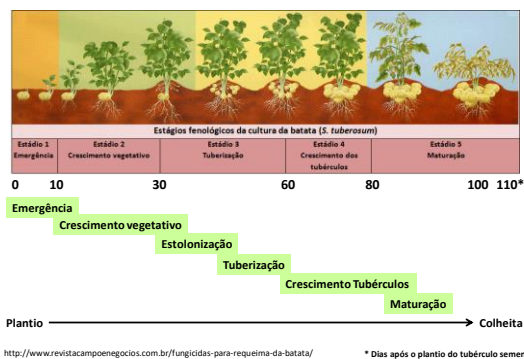 Estágios fenológicos da cultura da batata (S. tuberosum)
Estádio 1 Estádio 2 Estádio 3 Estádio 4 Estádio 5
Emergência Crescimento vegetativo Tuberização Crescimento dos Maturação
tubérculos
0 10 30 60 80 100 110*
Emergência
Crescimento vegetativo
Estolonização
Tuberização
Crescimento Tubérculos
Maturação
Plantio Colheita
http://www.revistacampoenegocios.com.br/fungicidas-para-requeima-da-batata/ * Dias após o plantio do tubérculo semen